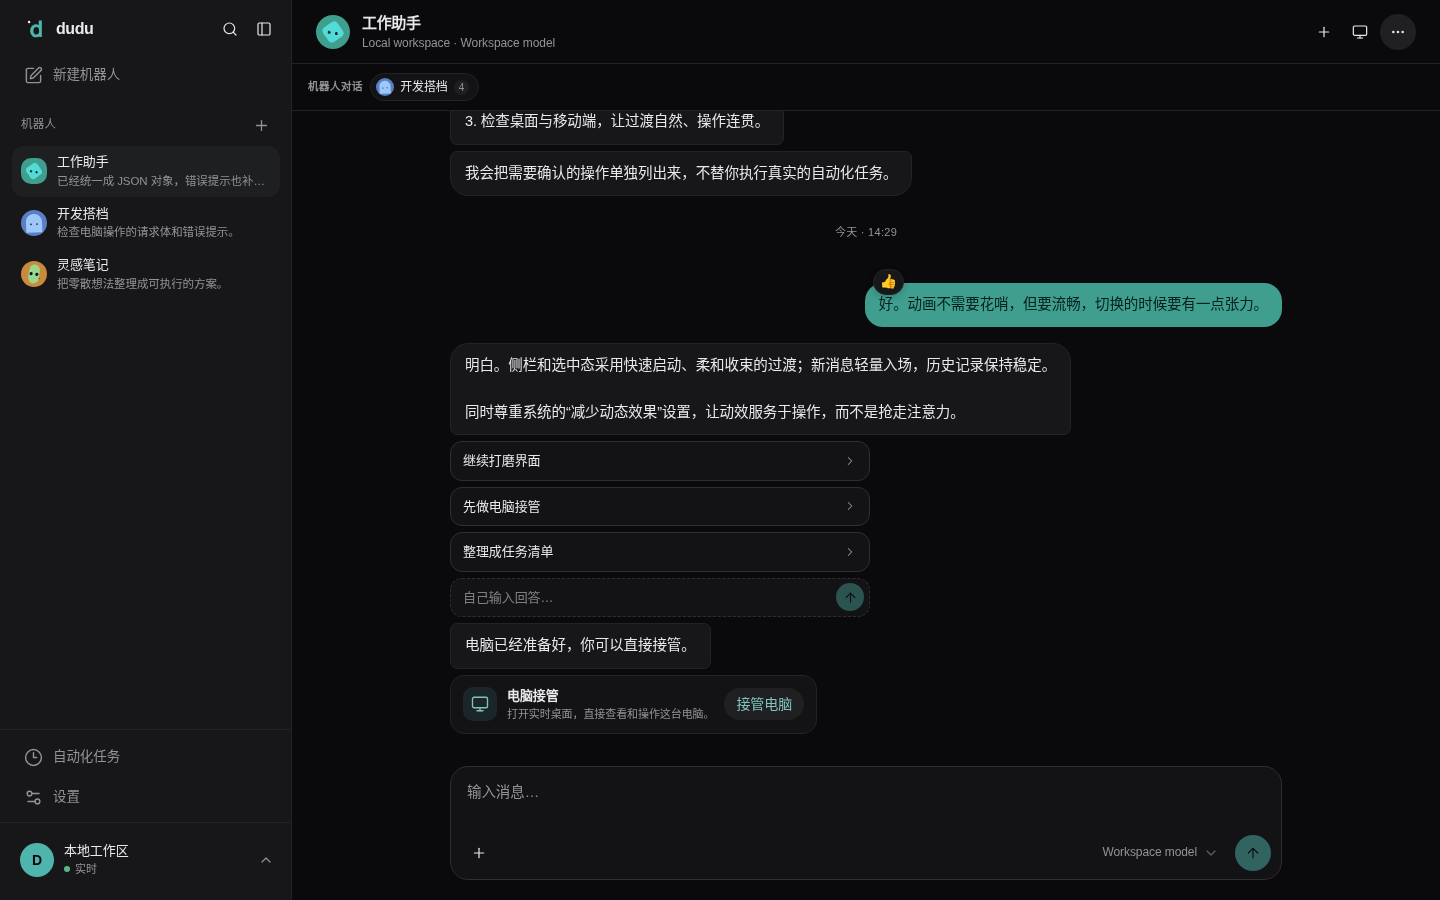 dudu
新建机器人
机器人
工作助手
已经统一成 JSON 对象，错误提示也补…
开发搭档
检查电脑操作的请求体和错误提示。
灵感笔记
把零散想法整理成可执行的方案。
自动化任务
设置
D
本地工作区
实时
工作助手
Local workspace · Workspace model
机器人对话
开发搭档 4
3. 检查桌面与移动端，让过渡自然、操作连贯。
我会把需要确认的操作单独列出来，不替你执行真实的自动化任务。
今天 · 14:29
好。动画不需要花哨，但要流畅，切换的时候要有一点张力。
明白。侧栏和选中态采用快速启动、柔和收束的过渡；新消息轻量入场，历史记录保持稳定。
同时尊重系统的“减少动态效果”设置，让动效服务于操作，而不是抢走注意力。
继续打磨界面
先做电脑接管
整理成任务清单
自己输入回答…
电脑已经准备好，你可以直接接管。
电脑接管
打开实时桌面，直接查看和操作这台电脑。
接管电脑
输入消息…
Workspace model